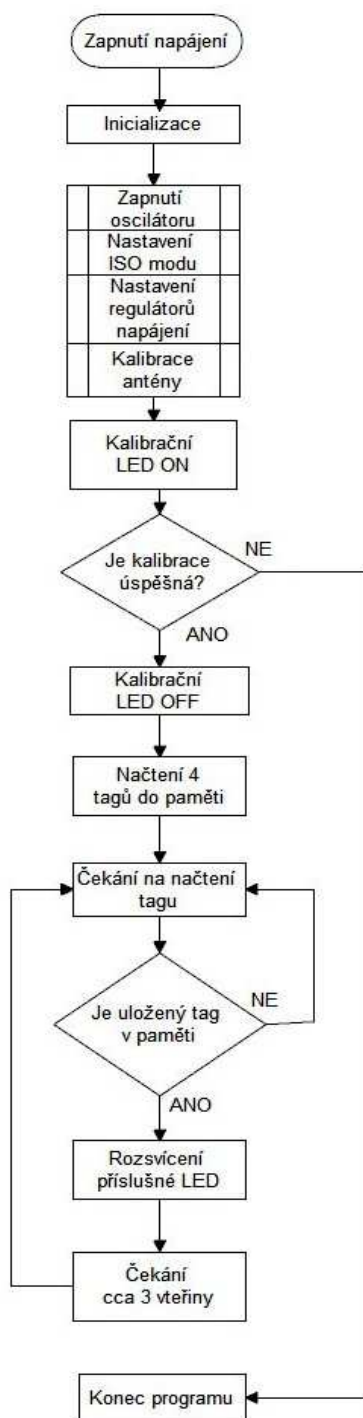 Zapnutí napájení
Inicializace
Zapnutí
oscilátoru
Nastavení
ISO modu
Nastavení
regulátorů
napájení
Kalibrace
antény
Kalibrační
LED ON
Je kalibrace
úspěšná?
NE
ANO
Kalibrační
LED OFF
Načtení 4
tagů do paměti
Čekání na načtení
tagu
Je uložený tag
v paměti
NE
ANO
Rozsvícení
příslušné LED
Čekání
cca 3 vteřiny
Konec programu